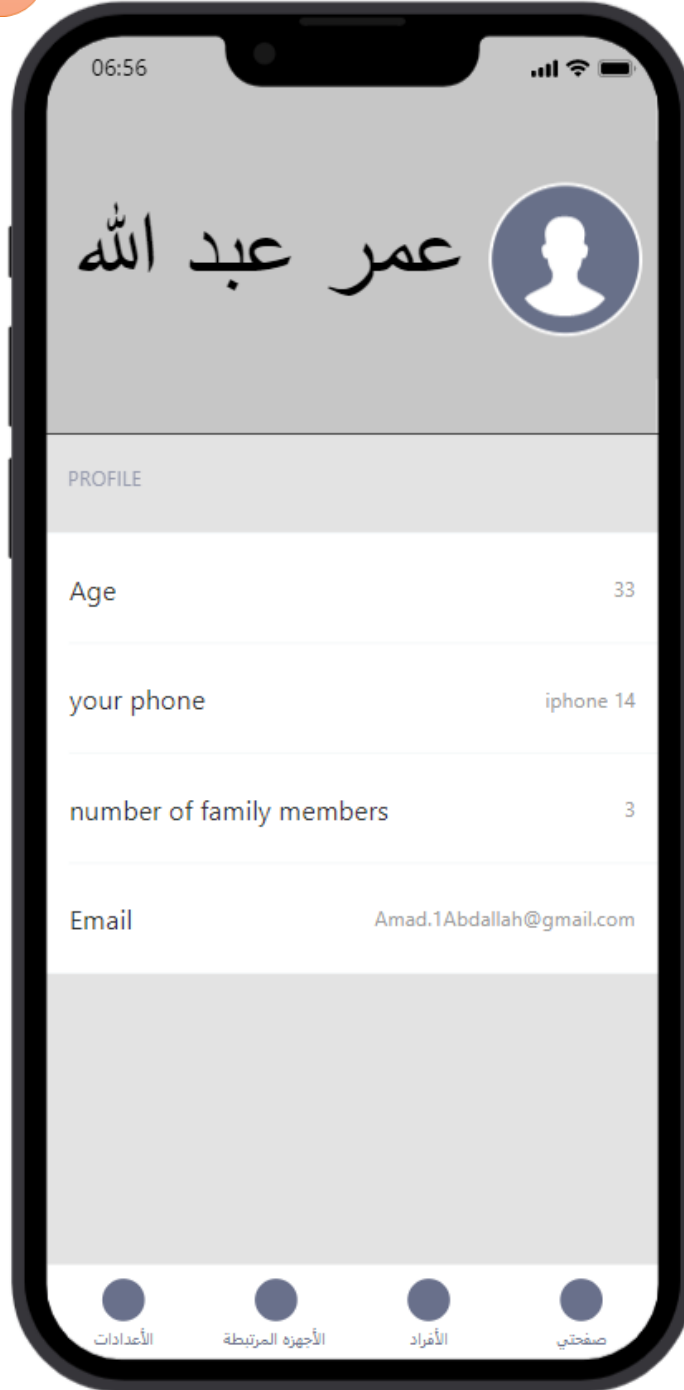 06:56
عمر عبد الله
PROFILE
Age 33
your phone iphone 14
number of family members 3
Email Amad.1Abdallah@gmail.com
صفحتي الأفراد الأجهزه المرتبطة الأعدادات